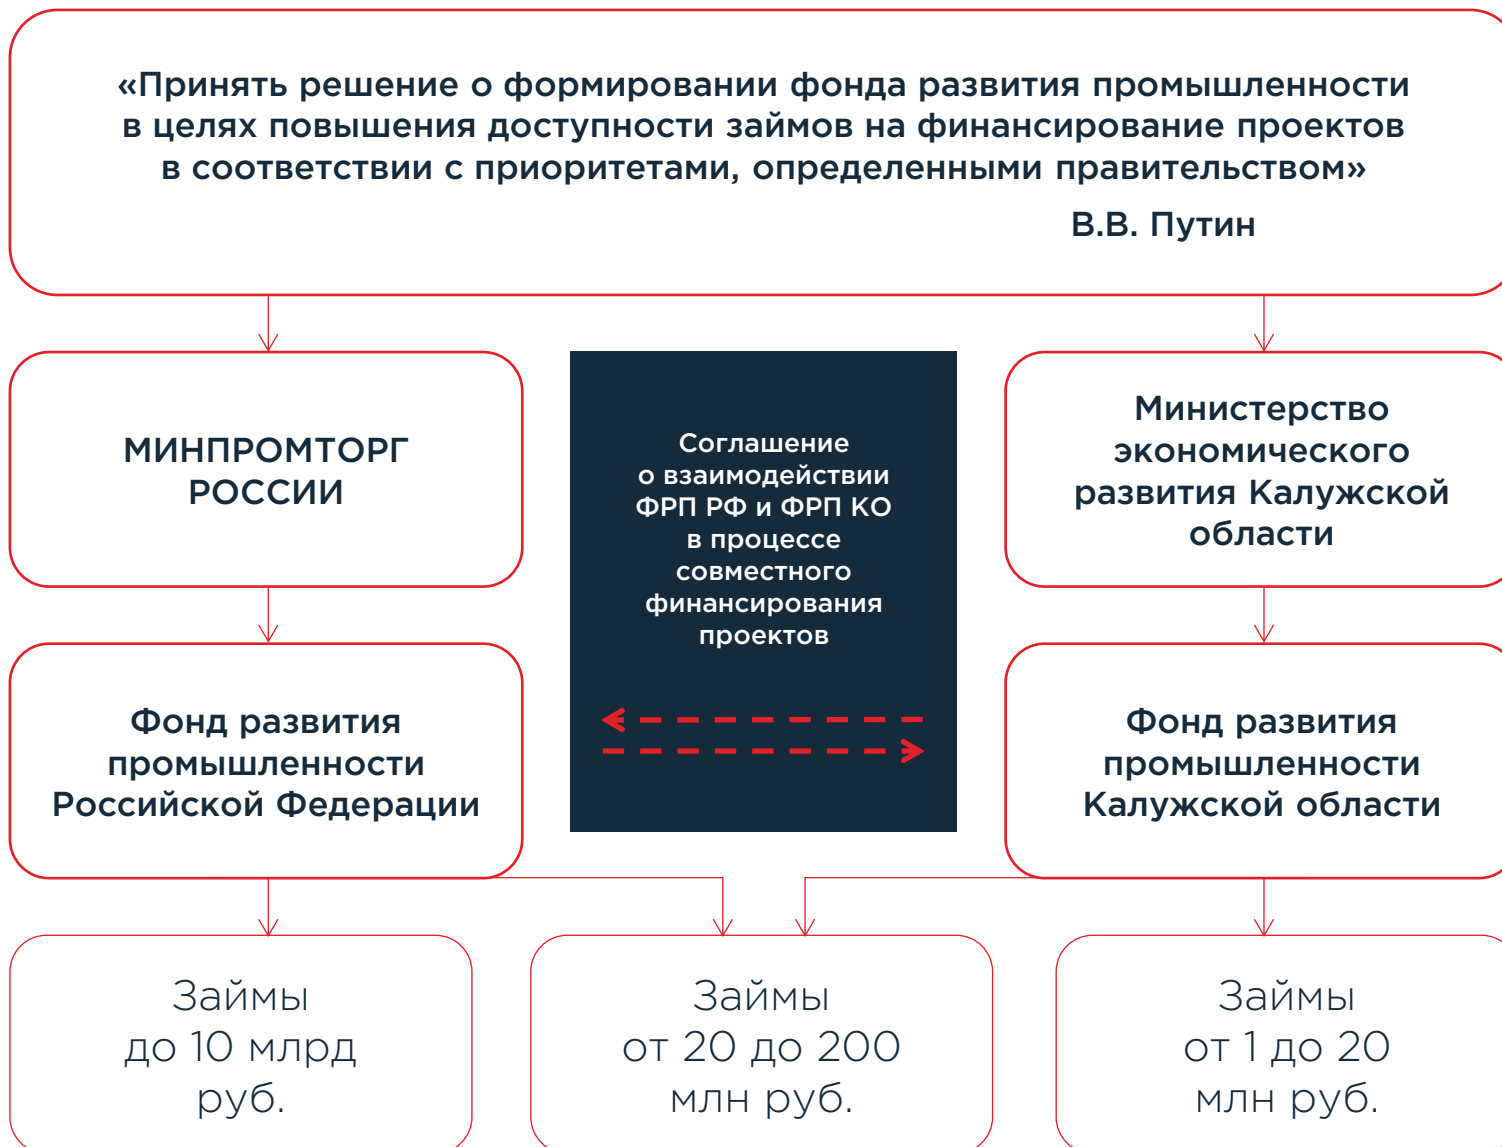 «Принять решение о формировании фонда развития промышленности
в целях повышения доступности займов на финансирование проектов
в соответствии с приоритетами, определенными правительством»
В.В. Путин
МИНПРОМТОРГ
РОССИИ
Соглашение
о взаимодействии
ФРП РФ и ФРП КО
в процессе
совместного
финансирования
проектов
Министерство
экономического
развития Калужской
области
Фонд развития
промышленности
Российской Федерации
Фонд развития
промышленности
Калужской области
Займы
до 10 млрд
руб.
Займы
от 20 до 200
млн руб.
Займы
от 1 до 20
млн руб.